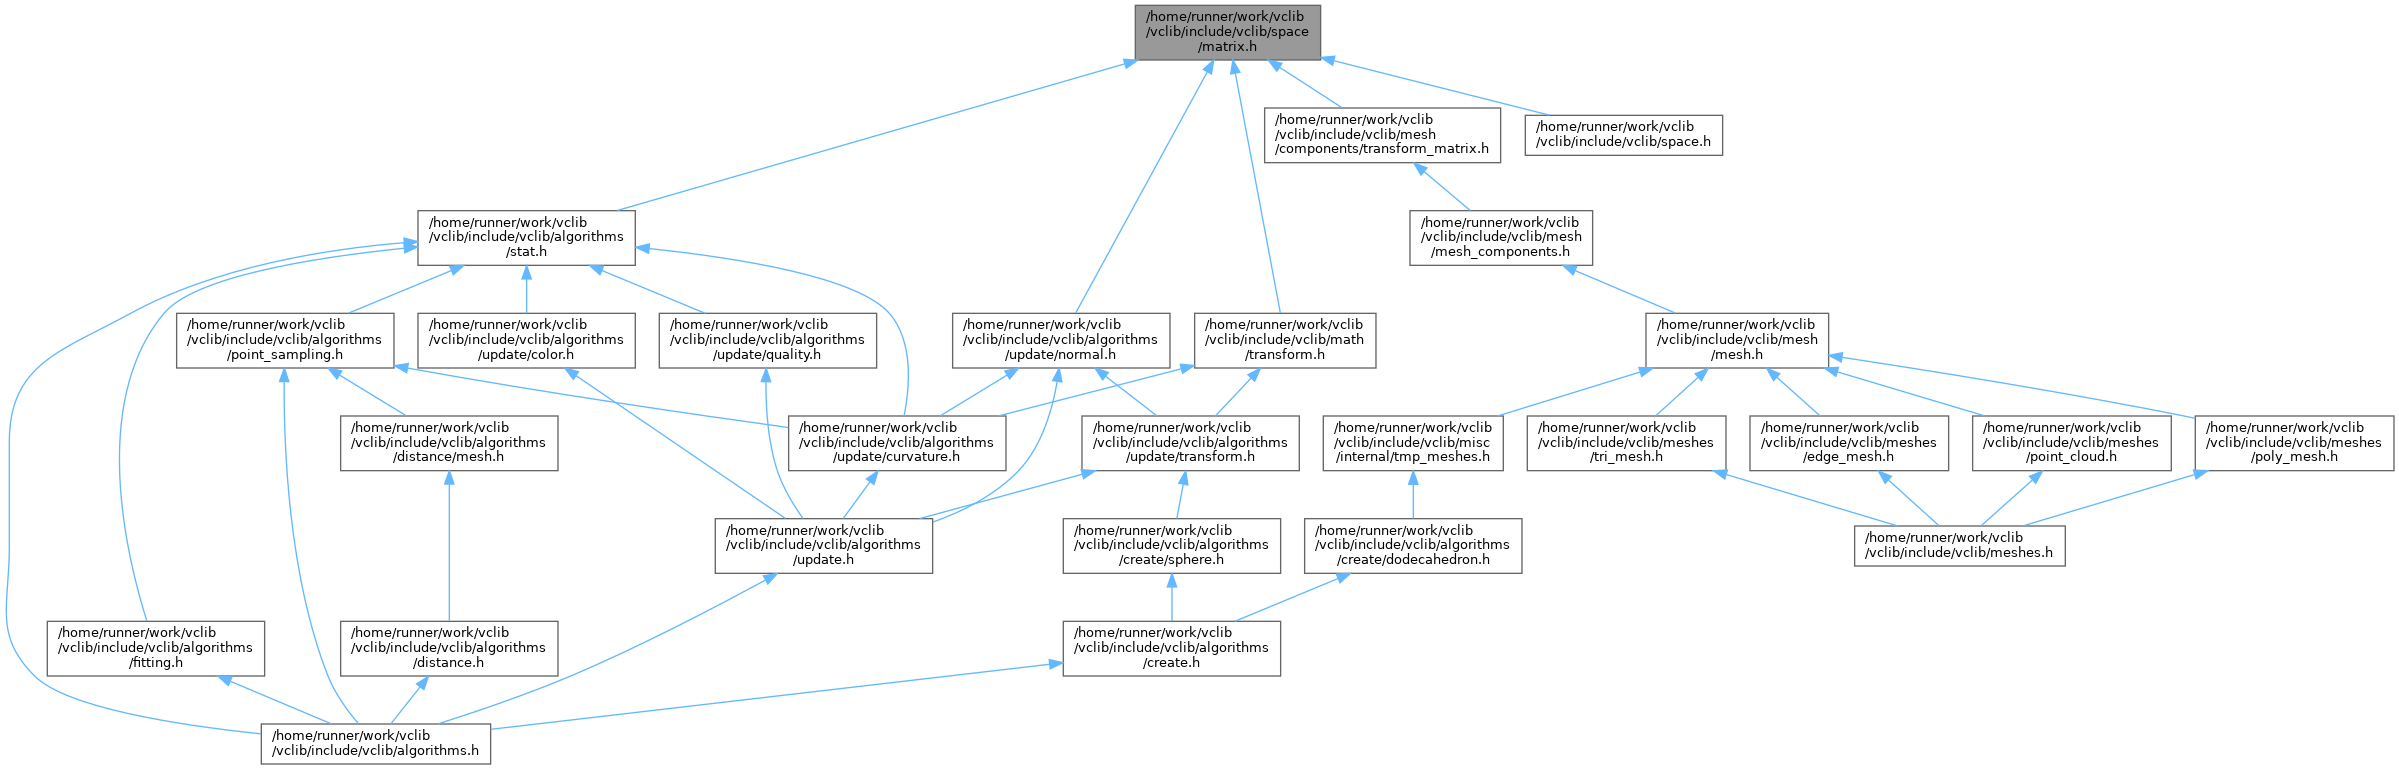 /home/runner/work/vclib
/vclib/include/vclib/space
/matrix.h
/home/runner/work/vclib
/vclib/include/vclib/mesh
/components/transform_matrix.h
/home/runner/work/vclib
/vclib/include/vclib/space.h
/home/runner/work/vclib
/vclib/include/vclib/algorithms
/stat.h
/home/runner/work/vclib
/vclib/include/vclib/mesh
/mesh_components.h
/home/runner/work/vclib
/vclib/include/vclib/algorithms
/point_sampling.h
/home/runner/work/vclib
/vclib/include/vclib/algorithms
/update/color.h
/home/runner/work/vclib
/vclib/include/vclib/algorithms
/update/quality.h
/home/runner/work/vclib
/vclib/include/vclib/algorithms
/update/normal.h
/home/runner/work/vclib
/vclib/include/vclib/math
/transform.h
/home/runner/work/vclib
/vclib/include/vclib/mesh
/mesh.h
/home/runner/work/vclib
/vclib/include/vclib/algorithms
/distance/mesh.h
/home/runner/work/vclib
/vclib/include/vclib/algorithms
/update/curvature.h
/home/runner/work/vclib
/vclib/include/vclib/algorithms
/update/transform.h
/home/runner/work/vclib
/vclib/include/vclib/misc
/internal/tmp_meshes.h
/home/runner/work/vclib
/vclib/include/vclib/meshes
/tri_mesh.h
/home/runner/work/vclib
/vclib/include/vclib/meshes
/edge_mesh.h
/home/runner/work/vclib
/vclib/include/vclib/meshes
/point_cloud.h
/home/runner/work/vclib
/vclib/include/vclib/meshes
/poly_mesh.h
/home/runner/work/vclib
/vclib/include/vclib/algorithms
/update.h
/home/runner/work/vclib
/vclib/include/vclib/algorithms
/create/sphere.h
/home/runner/work/vclib
/vclib/include/vclib/algorithms
/create/dodecahedron.h
/home/runner/work/vclib
/vclib/include/vclib/meshes.h
/home/runner/work/vclib
/vclib/include/vclib/algorithms
/fitting.h
/home/runner/work/vclib
/vclib/include/vclib/algorithms
/distance.h
/home/runner/work/vclib
/vclib/include/vclib/algorithms
/create.h
/home/runner/work/vclib
/vclib/include/vclib/algorithms.h